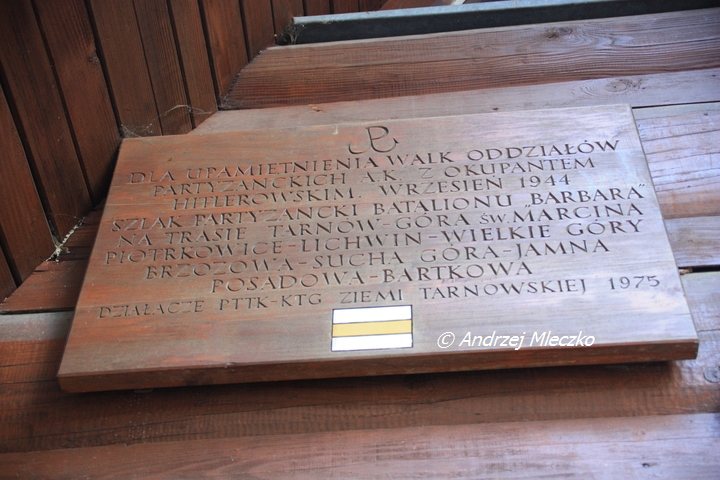 DLA UPAMIĘTNIENIA WALK ODDZIAŁÓW
PARTYZANCKICH A.K. Z OKUPANTEM
HITLEROWSKIM. WRZESIEŃ 1944
SZLAK PARTYZANCKI BATALIONU „BARBARA"
NA TRASIE TARNÓW-GÓRA ŚW. MARCINA
PIOTRKOWICE-LICHWIN-WIELKIE GÓRY
BRZOZOWA-SUCHA GÓRA-JAMNA
POSADOWA-BARTKOWA
DZIAŁACZE PTTK-KTG ZIEMI TARNOWSKIEJ 1975
© Andrzej Mleczko